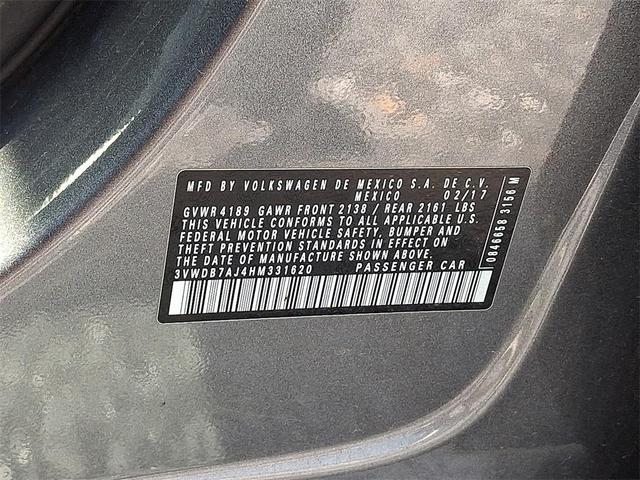 MFD BY VOLKSWAGEN DE MEXICO S.A. DE C.V.
MEXICO 02/17
GVWR 4189 GAWR FRONT 2138 / REAR 2161 LBS
THIS VEHICLE CONFORMS TO ALL APPLICABLE U.S.
FEDERAL MOTOR VEHICLE SAFETY, BUMPER AND
THEFT PREVENTION STANDARDS IN EFFECT ON
THE DATE OF MANUFACTURE SHOWN ABOVE.
3VWDB7AJ4HM331620 PASSENGER CAR
0846658 3156 M